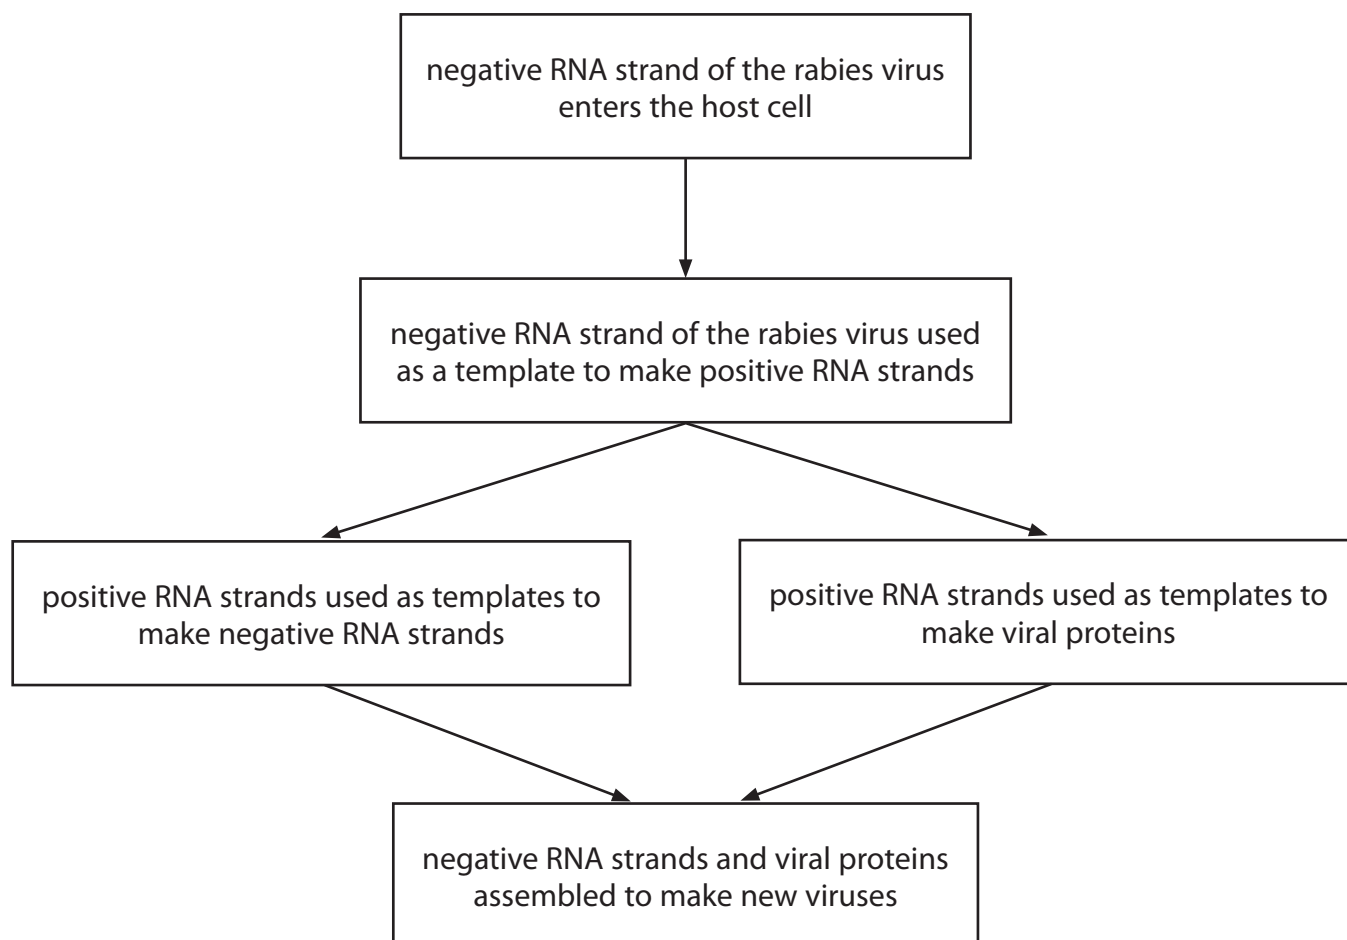 negative RNA strand of the rabies virus
enters the host cell
negative RNA strand of the rabies virus used
as a template to make positive RNA strands
positive RNA strands used as templates to
make negative RNA strands
positive RNA strands used as templates to
make viral proteins
negative RNA strands and viral proteins
assembled to make new viruses